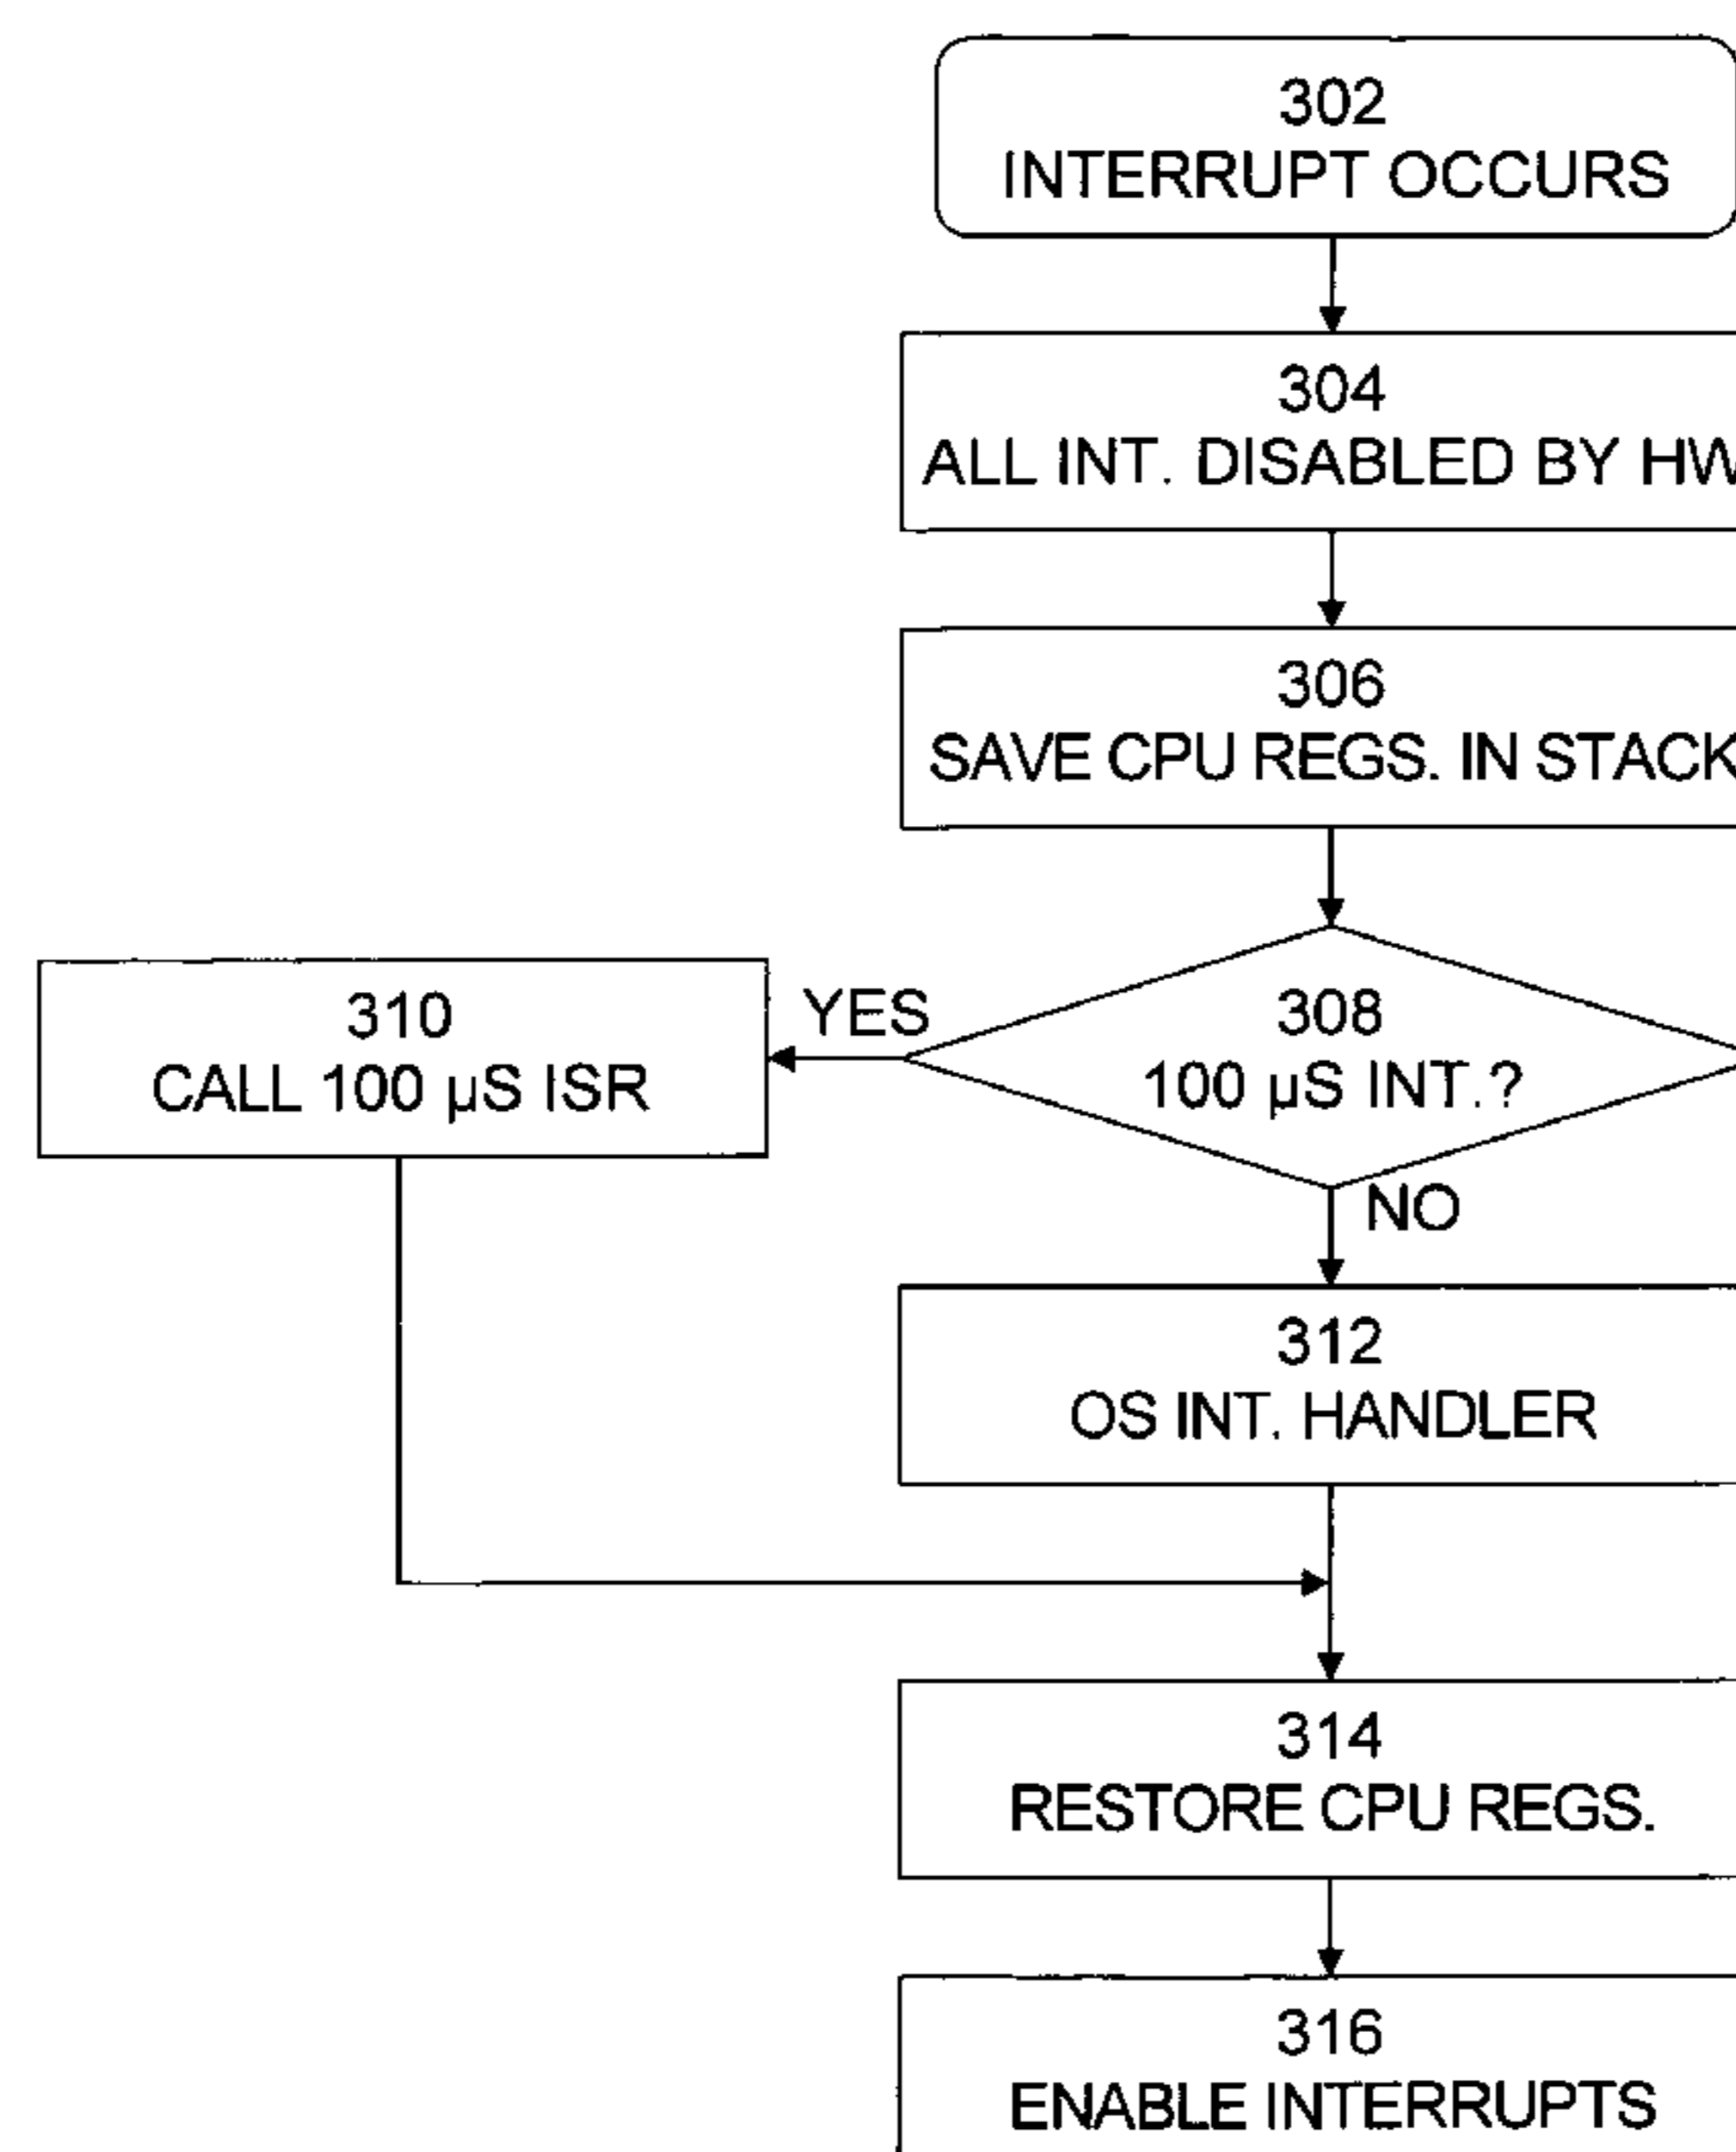 302
INTERRUPT OCCURS
304
ALL INT. DISABLED BY HW
306
SAVE CPU REGS. IN STACK
308
100 µS INT.?
YES
310
CALL 100 µS ISR
NO
312
OS INT. HANDLER
314
RESTORE CPU REGS.
316
ENABLE INTERRUPTS